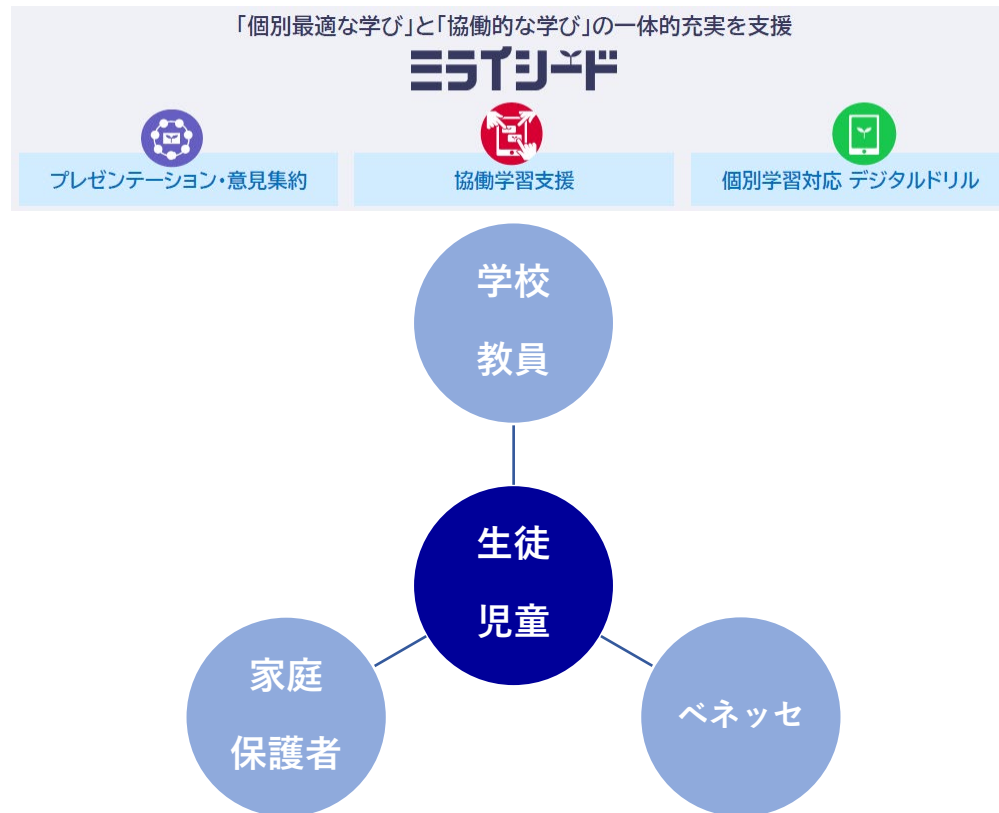 「個別最適な学び」と「協働的な学び」の一体的充実を支援
ミライシード
プレゼンテーション・意見集約
協働学習支援
個別学習対応 デジタルドリル
学校
教員
生徒
児童
家庭
保護者
ベネッセ